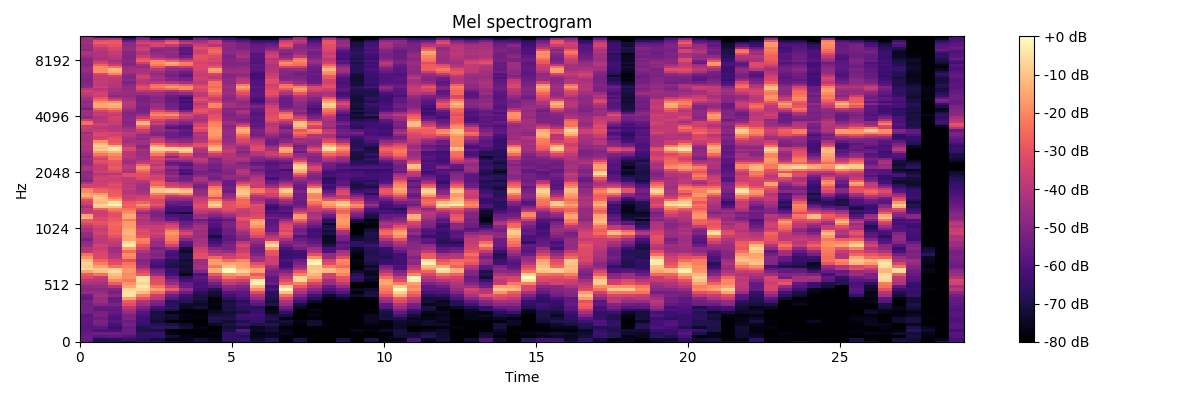 Mel spectrogram
Hz
8192
4096
2048
1024
512
0
0 5 10 15 20 25
Time
+0 dB
-10 dB
-20 dB
-30 dB
-40 dB
-50 dB
-60 dB
-70 dB
-80 dB